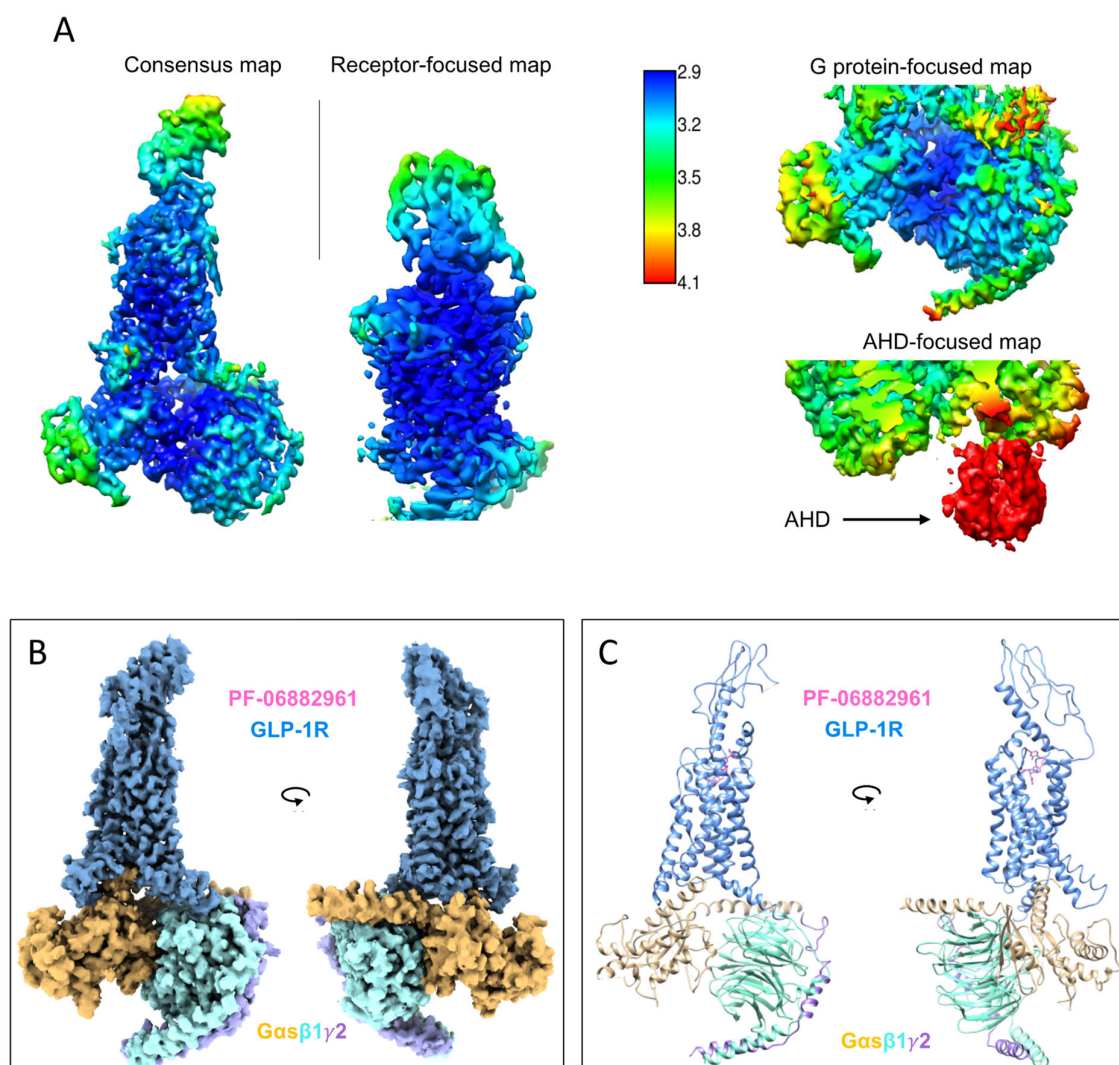 A
Consensus map
Receptor-focused map
2.9
3.2
3.5
3.8
4.1
G protein-focused map
AHD-focused map
AHD
B
PF-06882961
GLP-1R
Gαsβ1γ2
C
PF-06882961
GLP-1R
Gαsβ1γ2